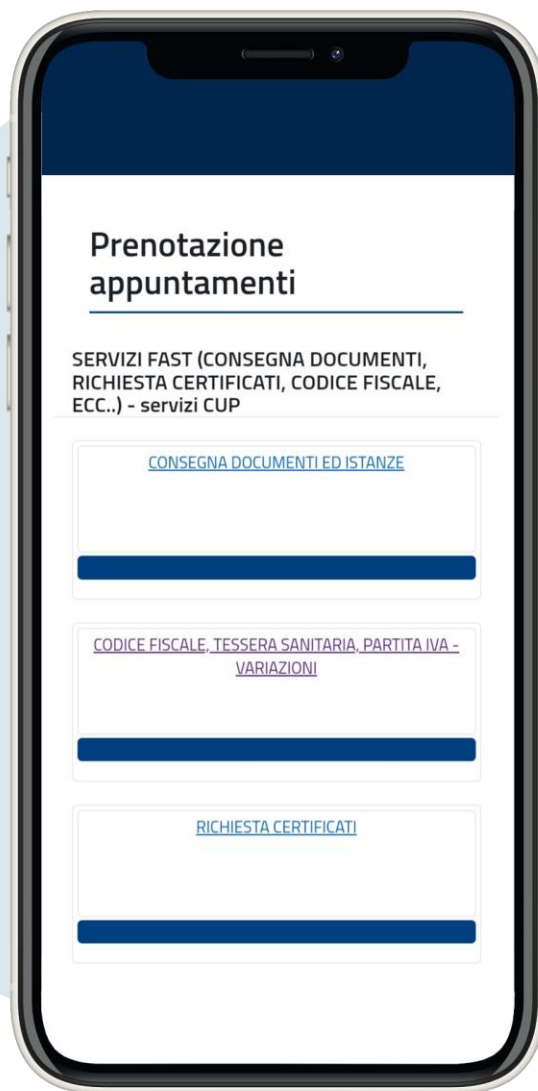 Prenotazione
appuntamenti
SERVIZI FAST (CONSEGNA DOCUMENTI,
RICHIESTA CERTIFICATI, CODICE FISCALE,
ECC..) - servizi CUP
CONSEGNA DOCUMENTI ED ISTANZE
CODICE FISCALE, TESSERA SANITARIA, PARTITA IVA -
VARIAZIONI
RICHIESTA CERTIFICATI